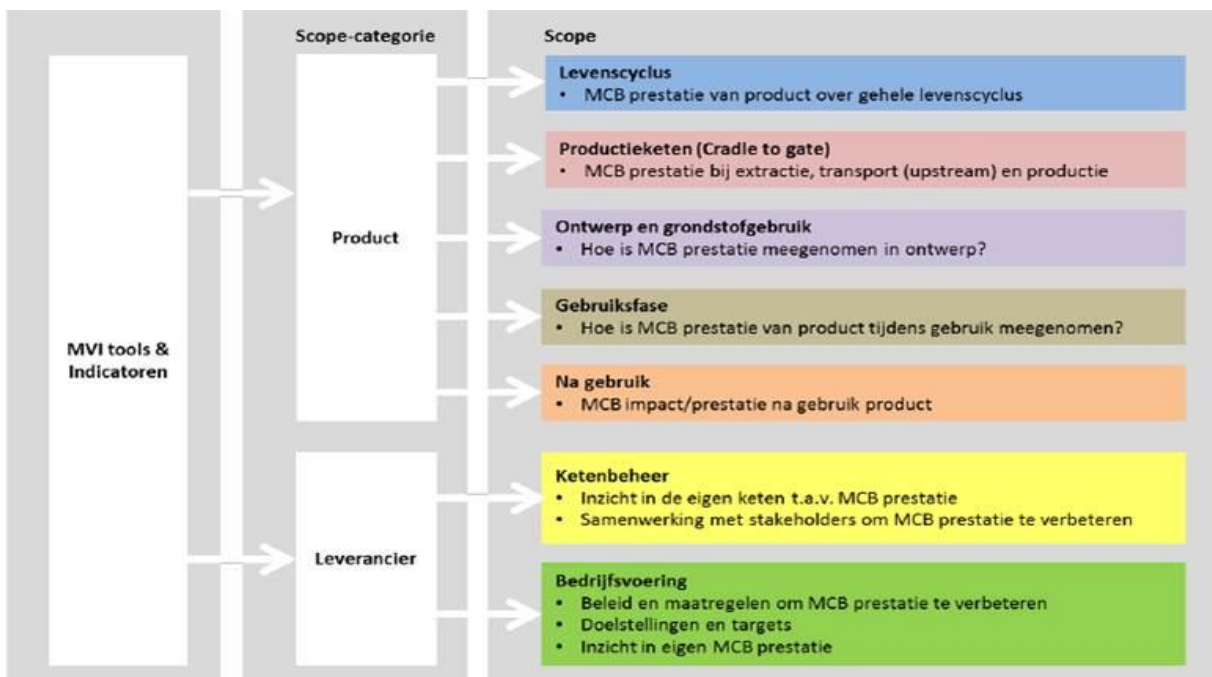 Scope-categorie
Scope
MVI tools &
Indicatoren
Product
Leverancier
Levenscyclus
• MCB prestatie van product over gehele levenscyclus
Productieketen (Cradle to gate)
• MCB prestatie bij extractie, transport (upstream) en productie
Ontwerp en grondstofgebruik
• Hoe is MCB prestatie meegenomen in ontwerp?
Gebruiksfase
• Hoe is MCB prestatie van product tijdens gebruik meegenomen?
Na gebruik
• MCB impact/prestatie na gebruik product
Ketenbeheer
• Inzicht in de eigen keten t.a.v. MCB prestatie
• Samenwerking met stakeholders om MCB prestatie te verbeteren
Bedrijfsvoering
• Beleid en maatregelen om MCB prestatie te verbeteren
• Doelstellingen en targets
• Inzicht in eigen MCB prestatie